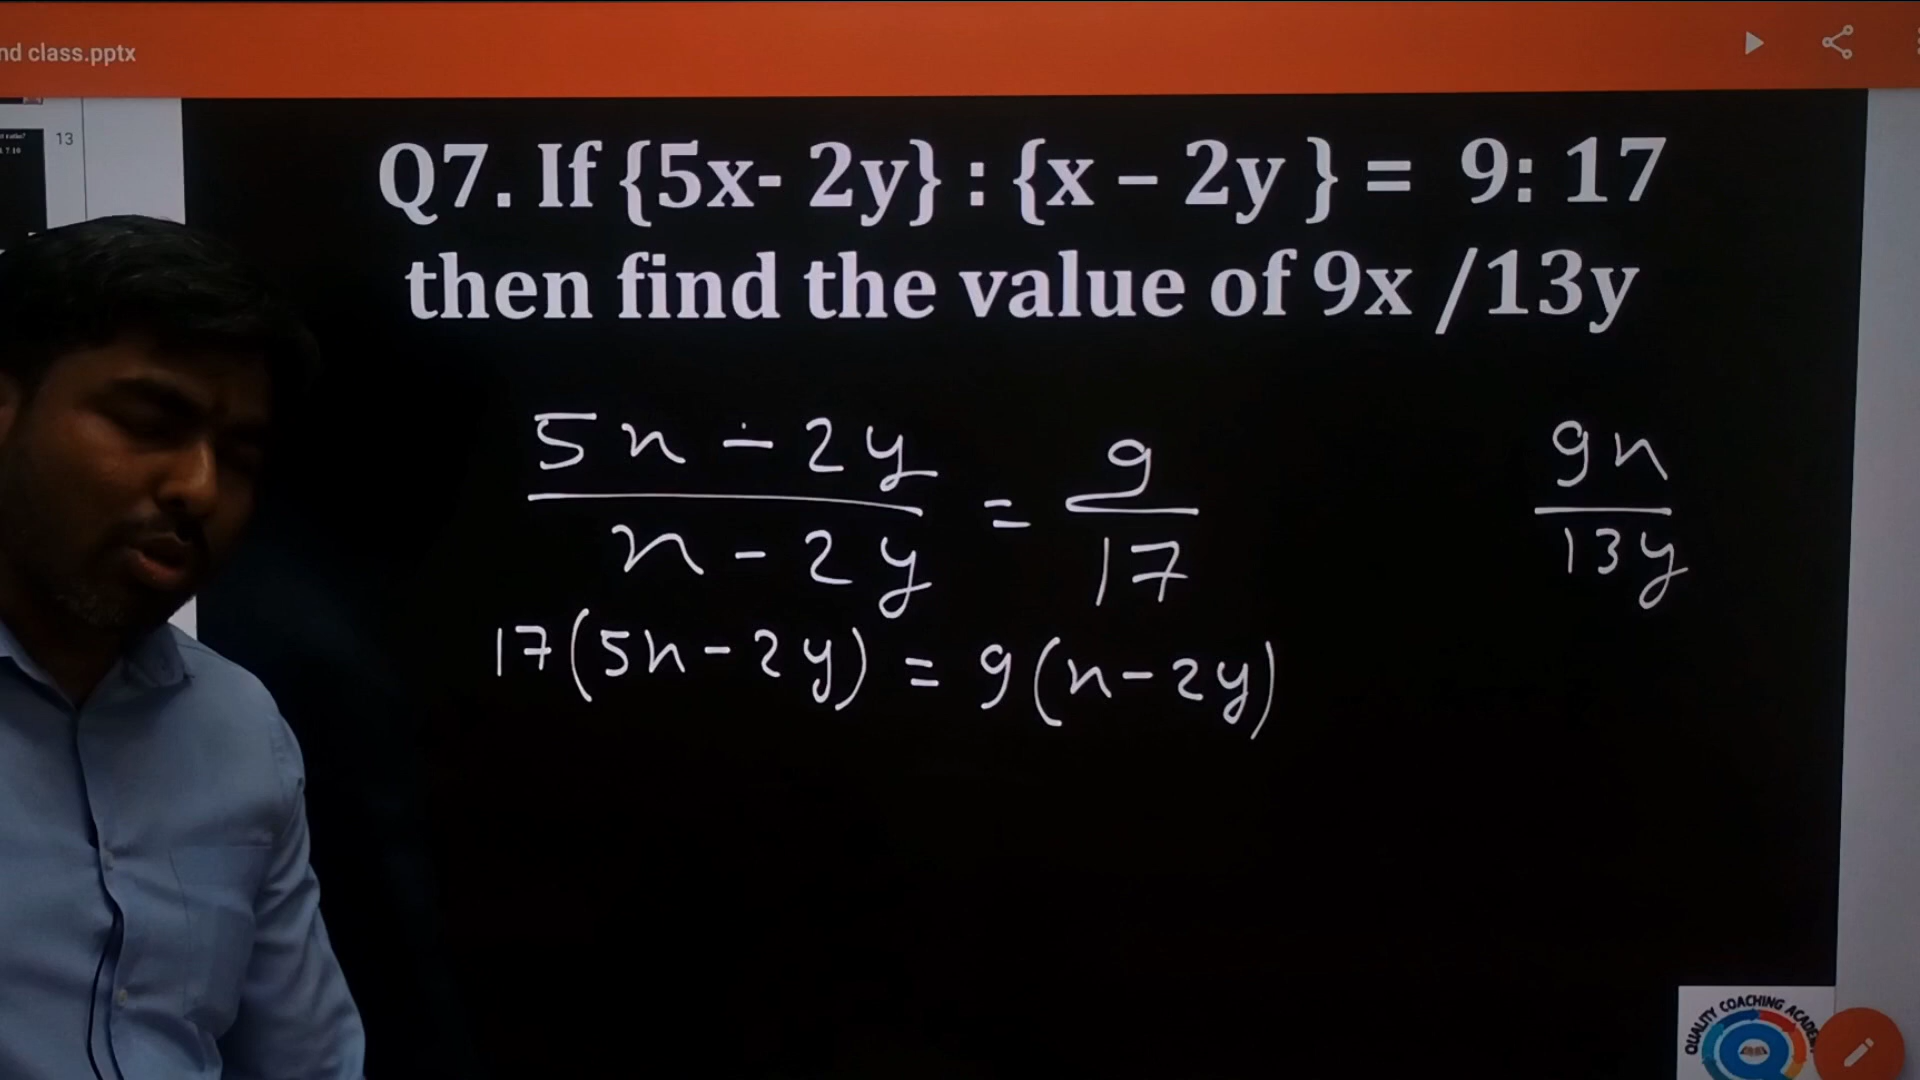 nd class.pptx
13
Q7. If {5x- 2y} : {x – 2y } = 9: 17
then find the value of 9x /13y
5x - 2y / x - 2y = 9 / 17
9x / 13y
17(5x-2y) = 9(x-2y)
QUALITY COACHING ACADE